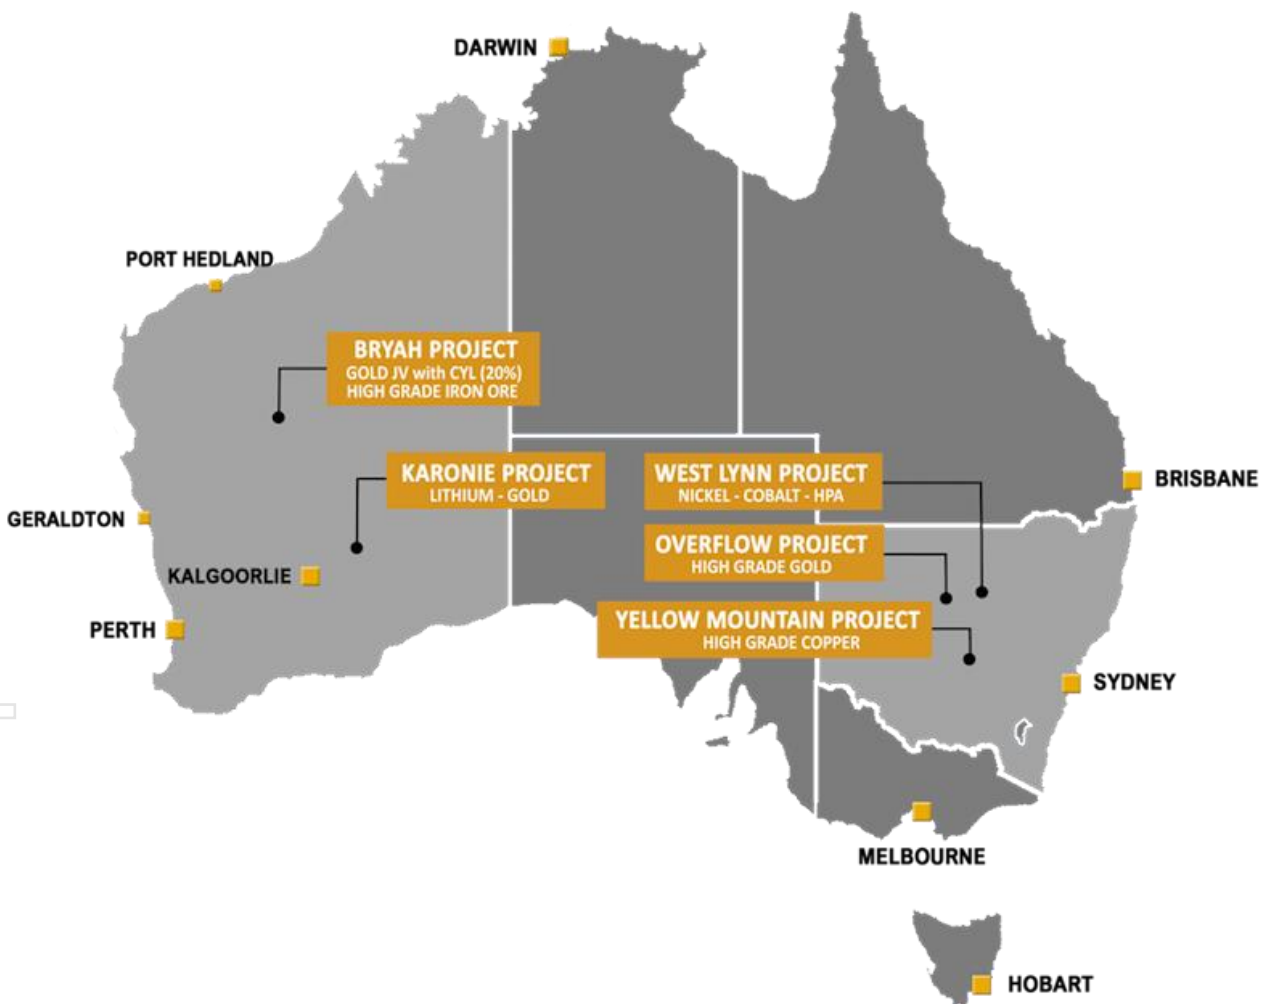 DARWIN
PORT HEDLAND
BRYAH PROJECT
GOLD JV with CYL (20%)
HIGH GRADE IRON ORE
KARONIE PROJECT
LITHIUM - GOLD
WEST LYNN PROJECT
NICKEL - COBALT - HPA
BRISBANE
GERALDTON
OVERFLOW PROJECT
HIGH GRADE GOLD
KALGOORLIE
YELLOW MOUNTAIN PROJECT
HIGH GRADE COPPER
PERTH
SYDNEY
MELBOURNE
HOBART